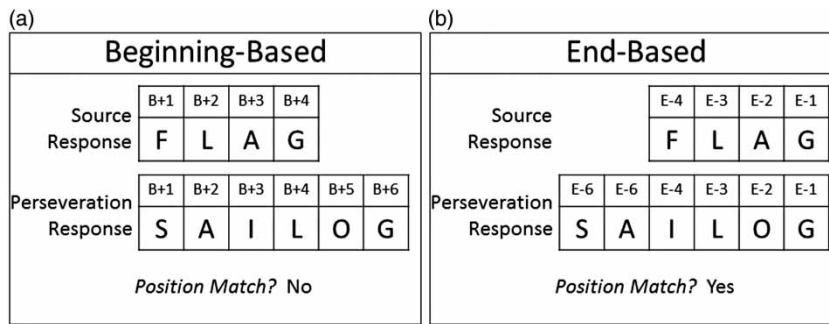 (a)
Beginning-Based
B+1 B+2 B+3 B+4
Source Response F L A G
B+1 B+2 B+3 B+4 B+5 B+6
Perseveration Response S A I L O G
Position Match? No
(b)
End-Based
E-4 E-3 E-2 E-1
Source Response F L A G
E-6 E-6 E-4 E-3 E-2 E-1
Perseveration Response S A I L O G
Position Match? Yes